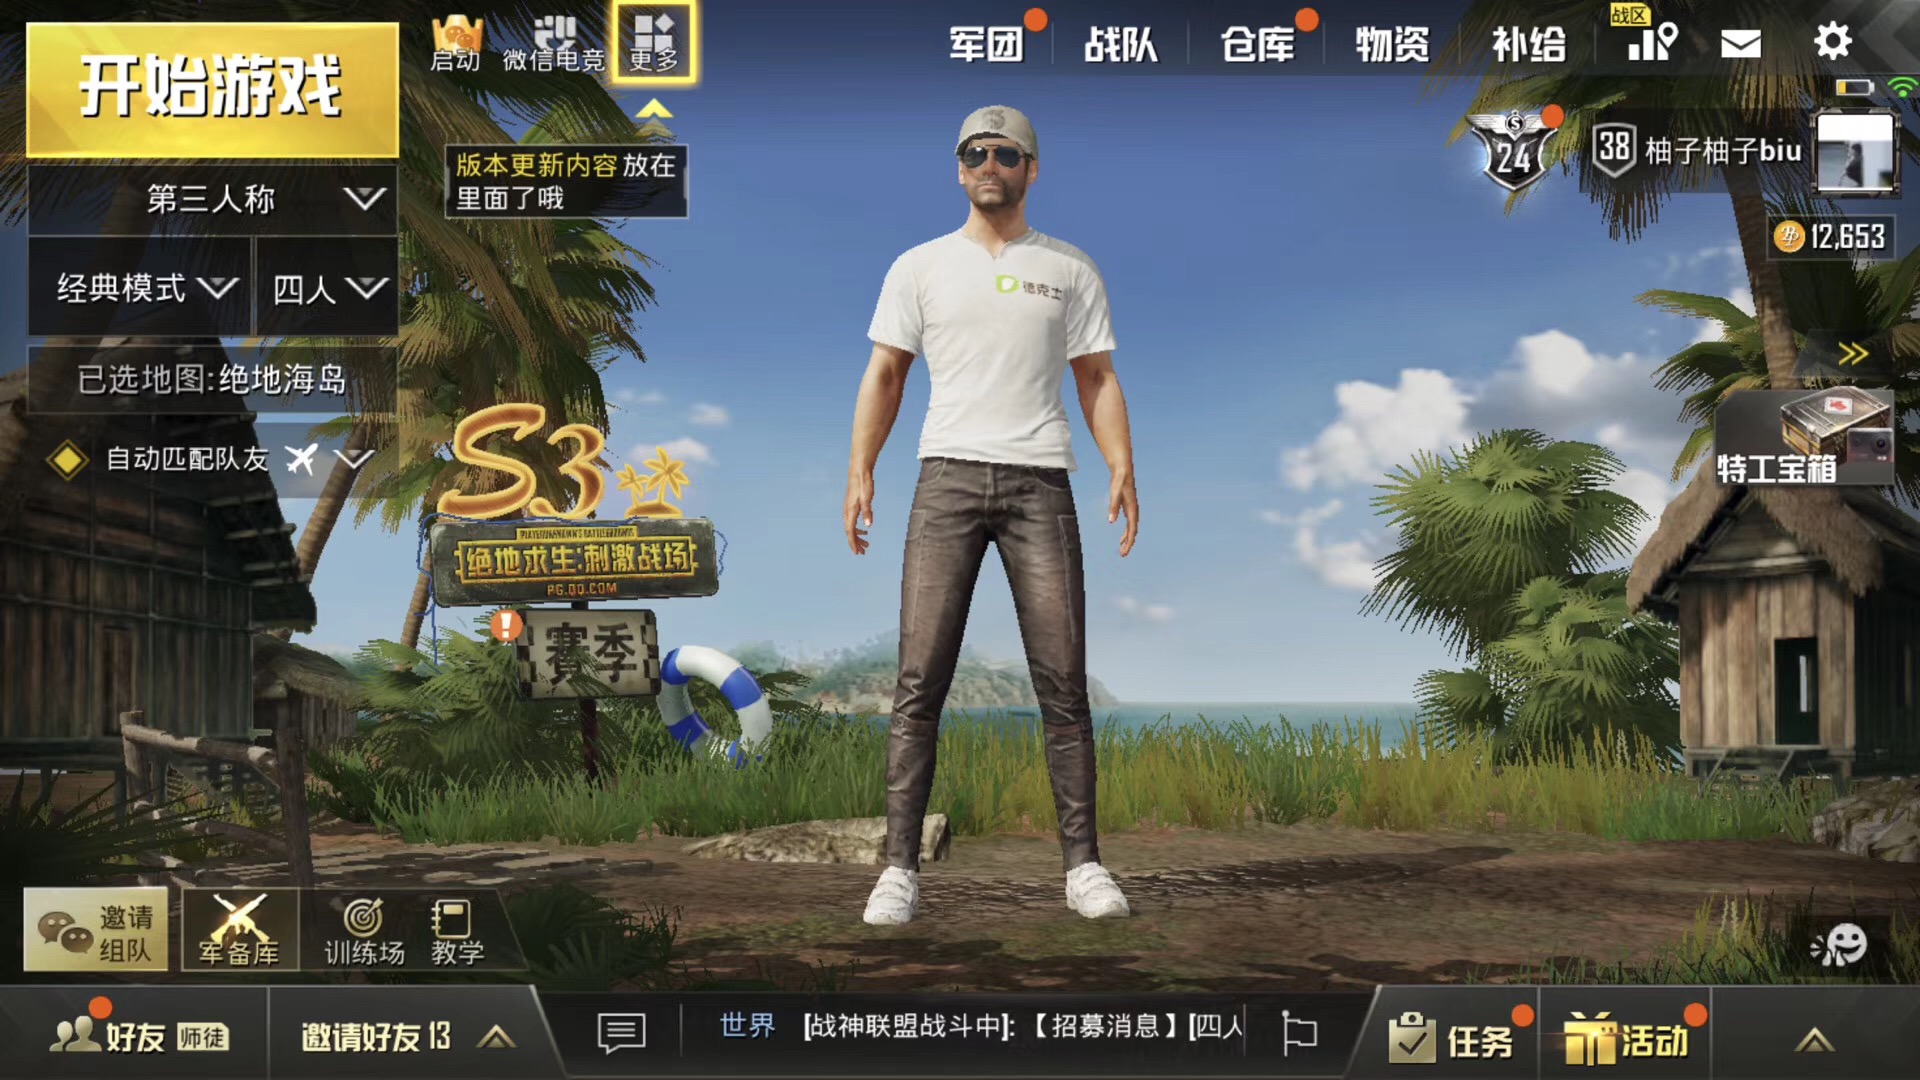 开始游戏
启动
微信电竞
更多
军团
战队
仓库
物资
补给
战区
版本更新内容 放在
里面了哦
第三人称
经典模式
四人
已选地图:绝地海岛
自动匹配队友
S
24
38
柚子柚子biu
12,653
特工宝箱
德克士
S3
PLAYERUNKNOWN'S BATTLEGROUNDS
绝地求生:刺激战场
PG.QQ.COM
赛季
邀请
组队
军备库
训练场
教学
好友
师徒
邀请好友 13
世界
[战神联盟战斗中]: 【招募消息】[四人
任务
活动